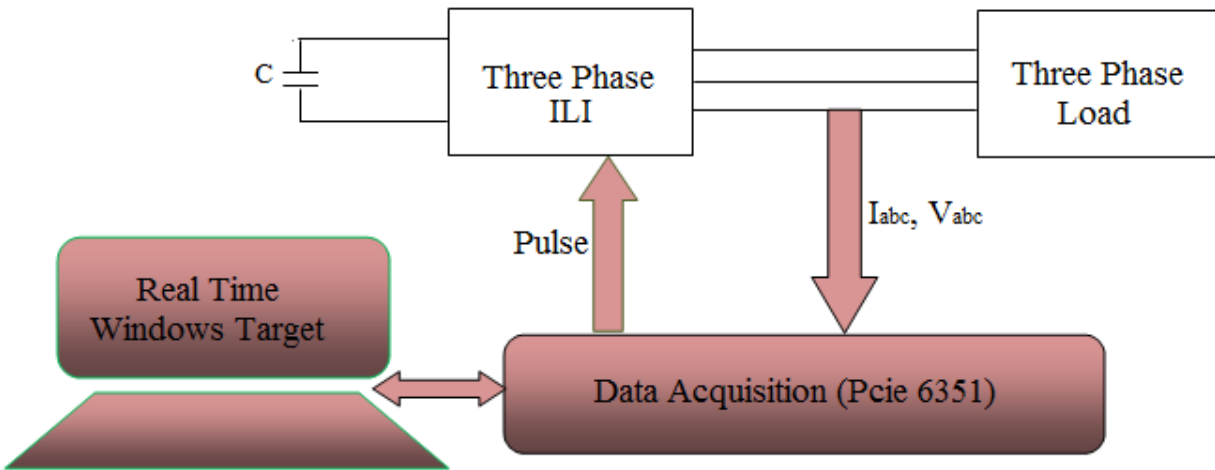 C
Three Phase
ILI
Three Phase
Load
Iabc, Vabc
Pulse
Real Time
Windows Target
Data Acquisition (Pcie 6351)